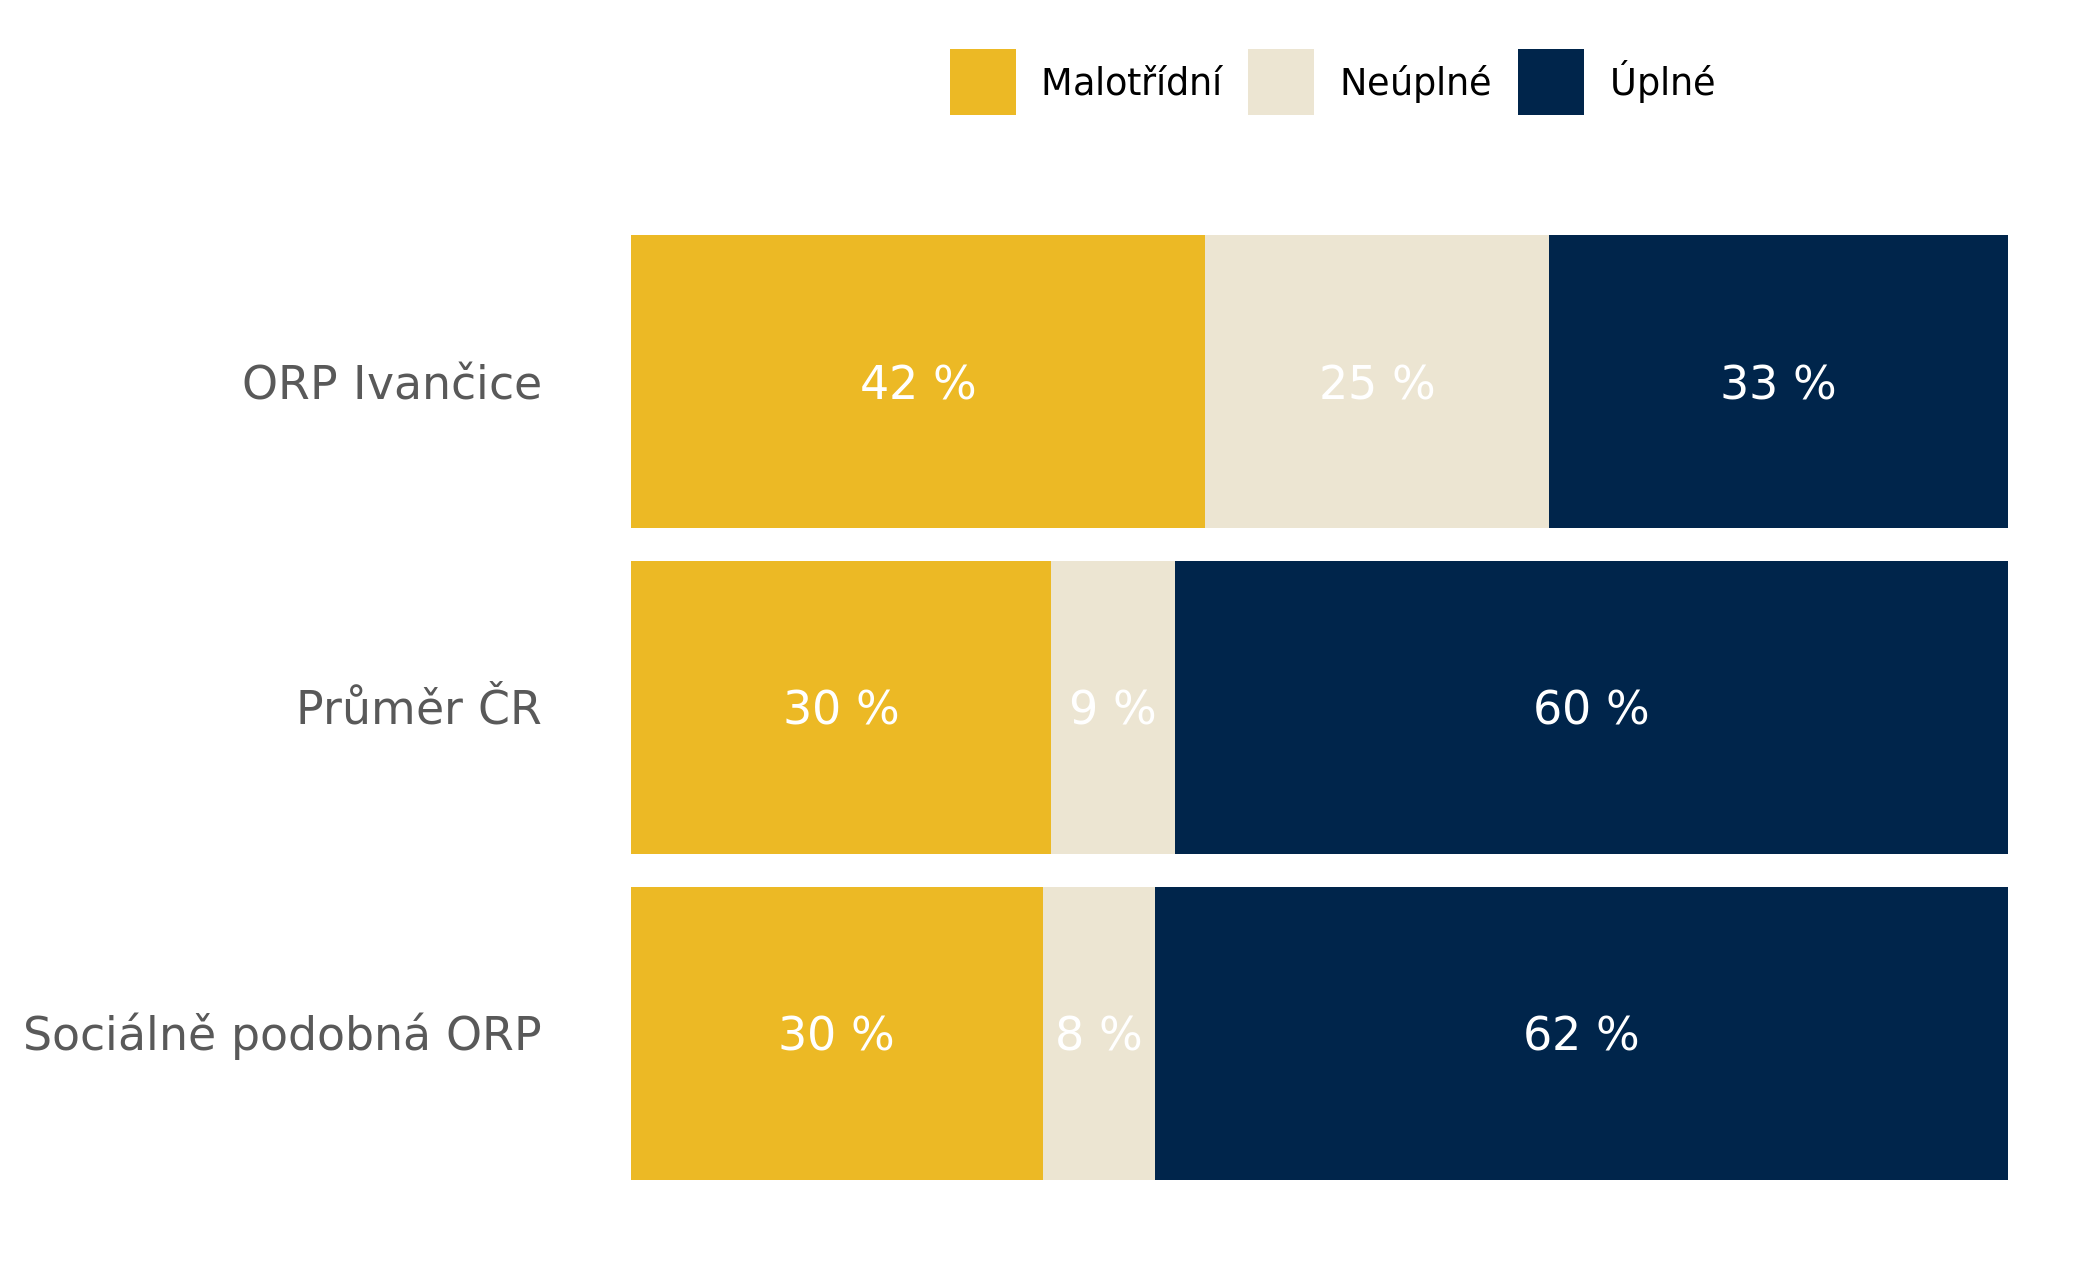 Malotřídní Neúplné Úplné
ORP Ivančice 42 % 25 % 33 %
Průměr ČR 30 % 9 % 60 %
Sociálně podobná ORP 30 % 8 % 62 %